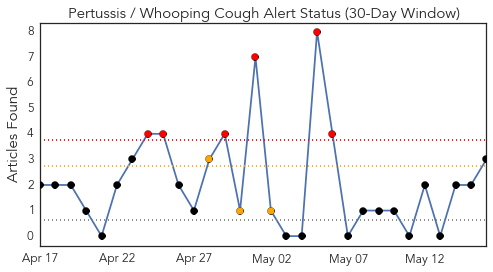 Pertussis / Whooping Cough Alert Status (30-Day Window)
Articles Found
8
7
6
5
4
3
2
1
0
Apr 17
Apr 22
Apr 27
May 02
May 07
May 12